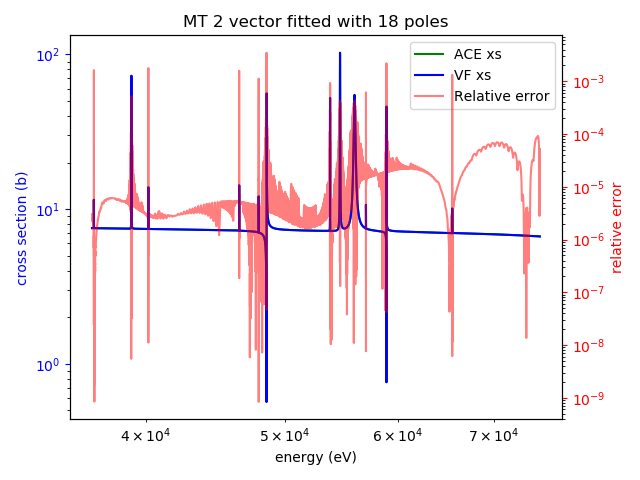 MT 2 vector fitted with 18 poles
ACE xs
VF xs
Relative error
cross section (b)
10²
10¹
10⁰
10⁻³
10⁻⁴
10⁻⁵
10⁻⁶
10⁻⁷
10⁻⁸
10⁻⁹
relative error
4 × 10⁴
5 × 10⁴
6 × 10⁴
7 × 10⁴
energy (eV)